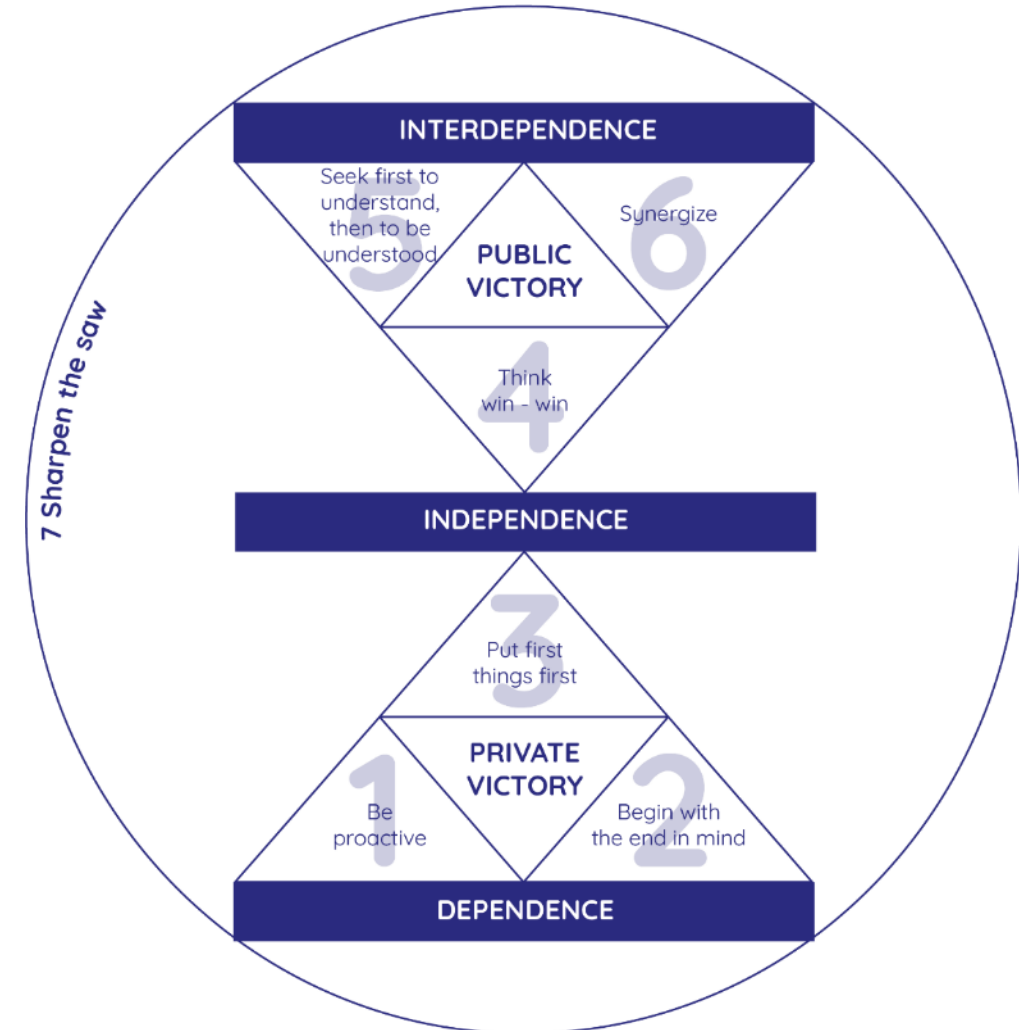 INTERDEPENDENCE
5
Seek first to
understand,
then to be
understood
6
Synergize
PUBLIC
VICTORY
4
Think
win - win
7 Sharpen the saw
INDEPENDENCE
3
Put first
things first
PRIVATE
VICTORY
1
Be
proactive
2
Begin with
the end in mind
DEPENDENCE